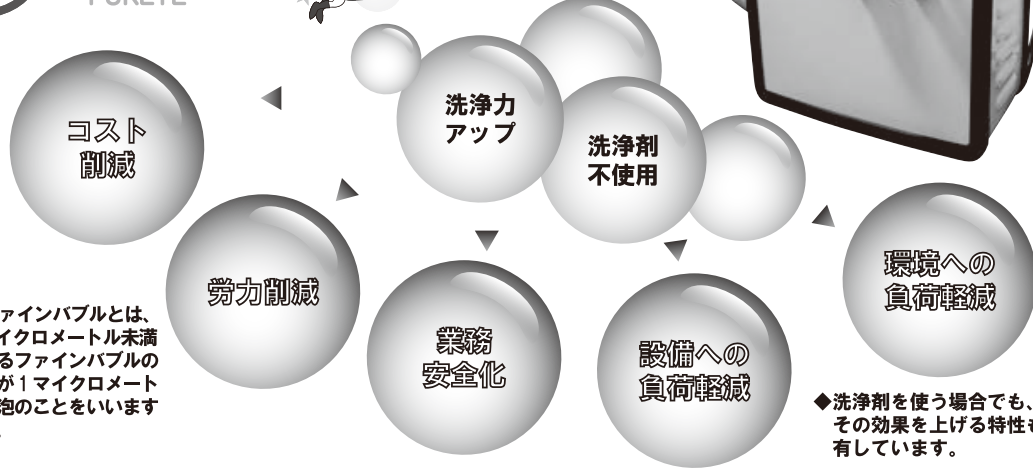 洗浄力
アップ
洗浄剤
不使用
コスト
削減
労力削減
業務
安全化
設備への
負荷軽減
環境への
負荷軽減
ァインバブルとは、
イクロメートル未満
るファインバブルの
が1マイクロメート
泡のことをいいます
◆洗浄剤を使う場合でも、
その効果を上げる特性も
有しています。